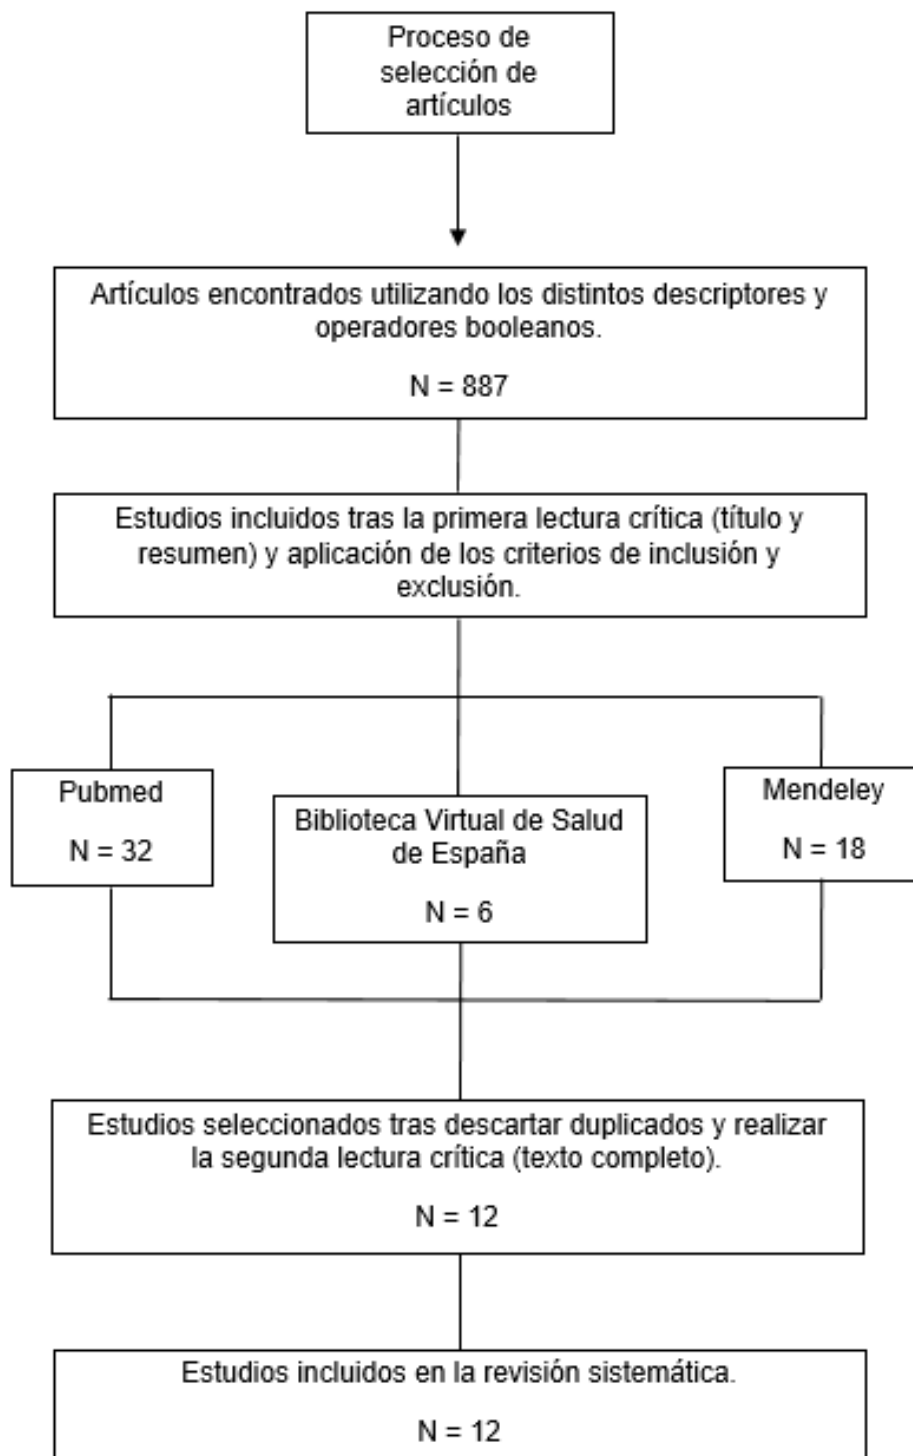 Proceso de
selección de
artículos
Artículos encontrados utilizando los distintos descriptores y
operadores booleanos.
N = 887
Estudios incluidos tras la primera lectura crítica (título y
resumen) y aplicación de los criterios de inclusión y
exclusión.
Pubmed
N = 32
Biblioteca Virtual de Salud
de España
N = 6
Mendeley
N = 18
Estudios seleccionados tras descartar duplicados y realizar
la segunda lectura crítica (texto completo).
N = 12
Estudios incluidos en la revisión sistemática.
N = 12